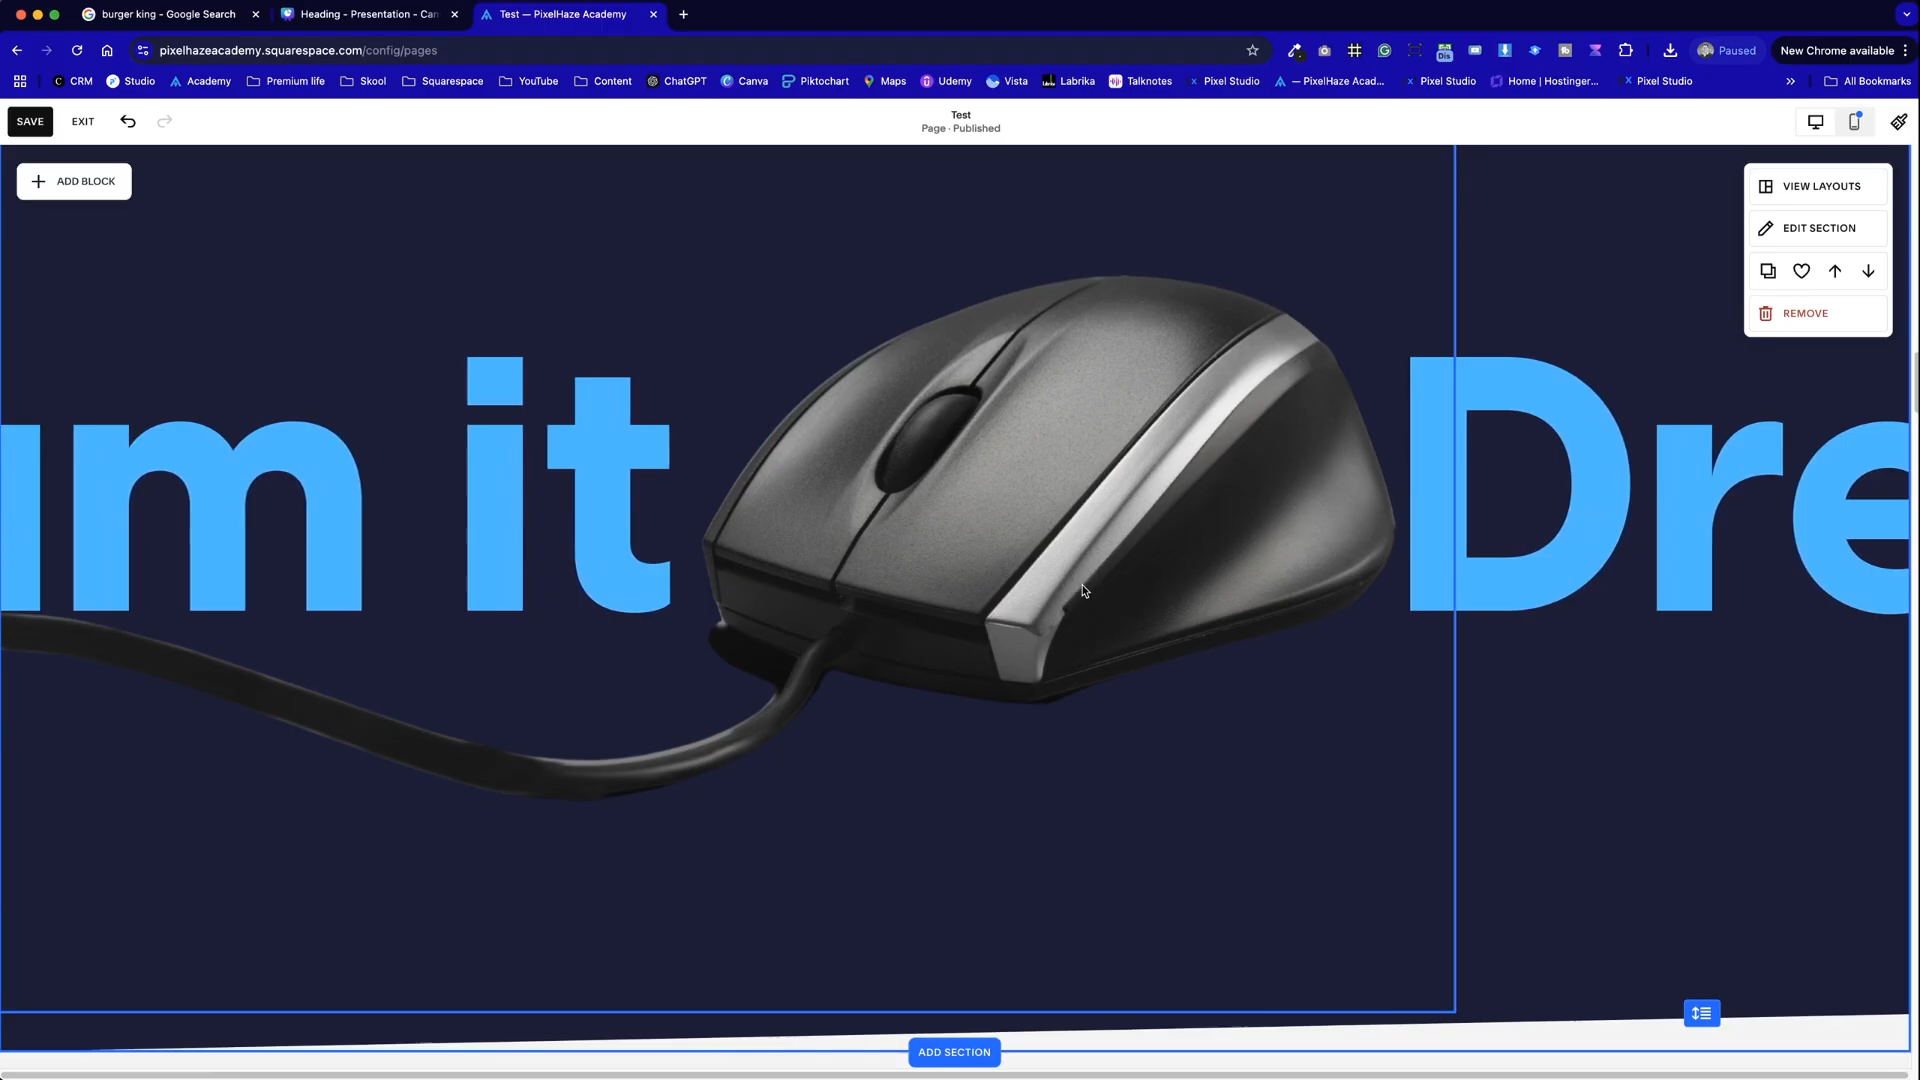 burger king - Google Search
Heading - Presentation - Can
Test — PixelHaze Academy
pixelhazeacademy.squarespace.com/config/pages
Paused
New Chrome available
CRM
Studio
Academy
Premium life
Skool
Squarespace
YouTube
Content
ChatGPT
Canva
Piktochart
Maps
Udemy
Vista
Labrika
Talknotes
Pixel Studio
— PixelHaze Acad...
Pixel Studio
Home | Hostinger...
Pixel Studio
All Bookmarks
SAVE
EXIT
Test
Page · Published
ADD BLOCK
VIEW LAYOUTS
EDIT SECTION
REMOVE
m it Dre
ADD SECTION